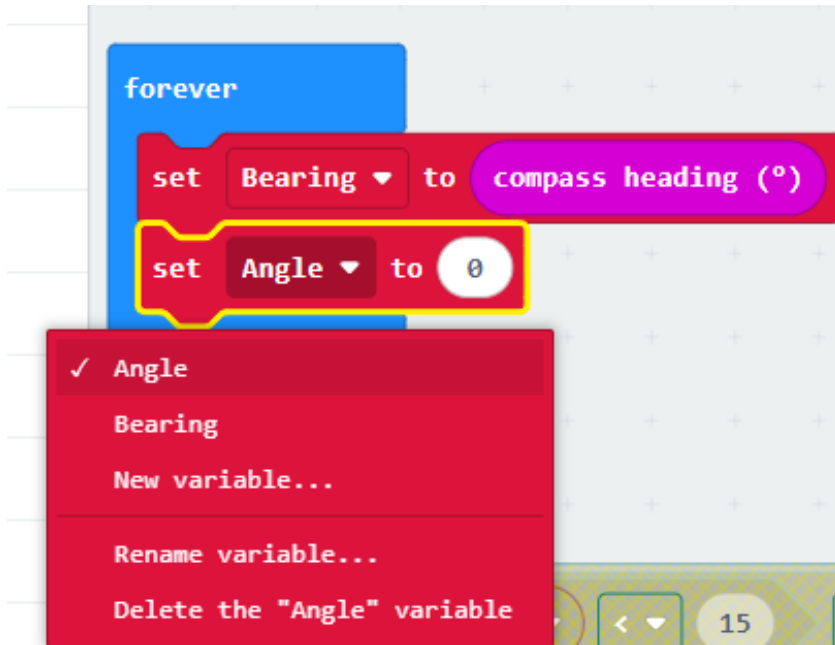 forever
set Bearing to compass heading (º)
set Angle to 0
✓ Angle
Bearing
New variable...
Rename variable...
Delete the "Angle" variable
< 15